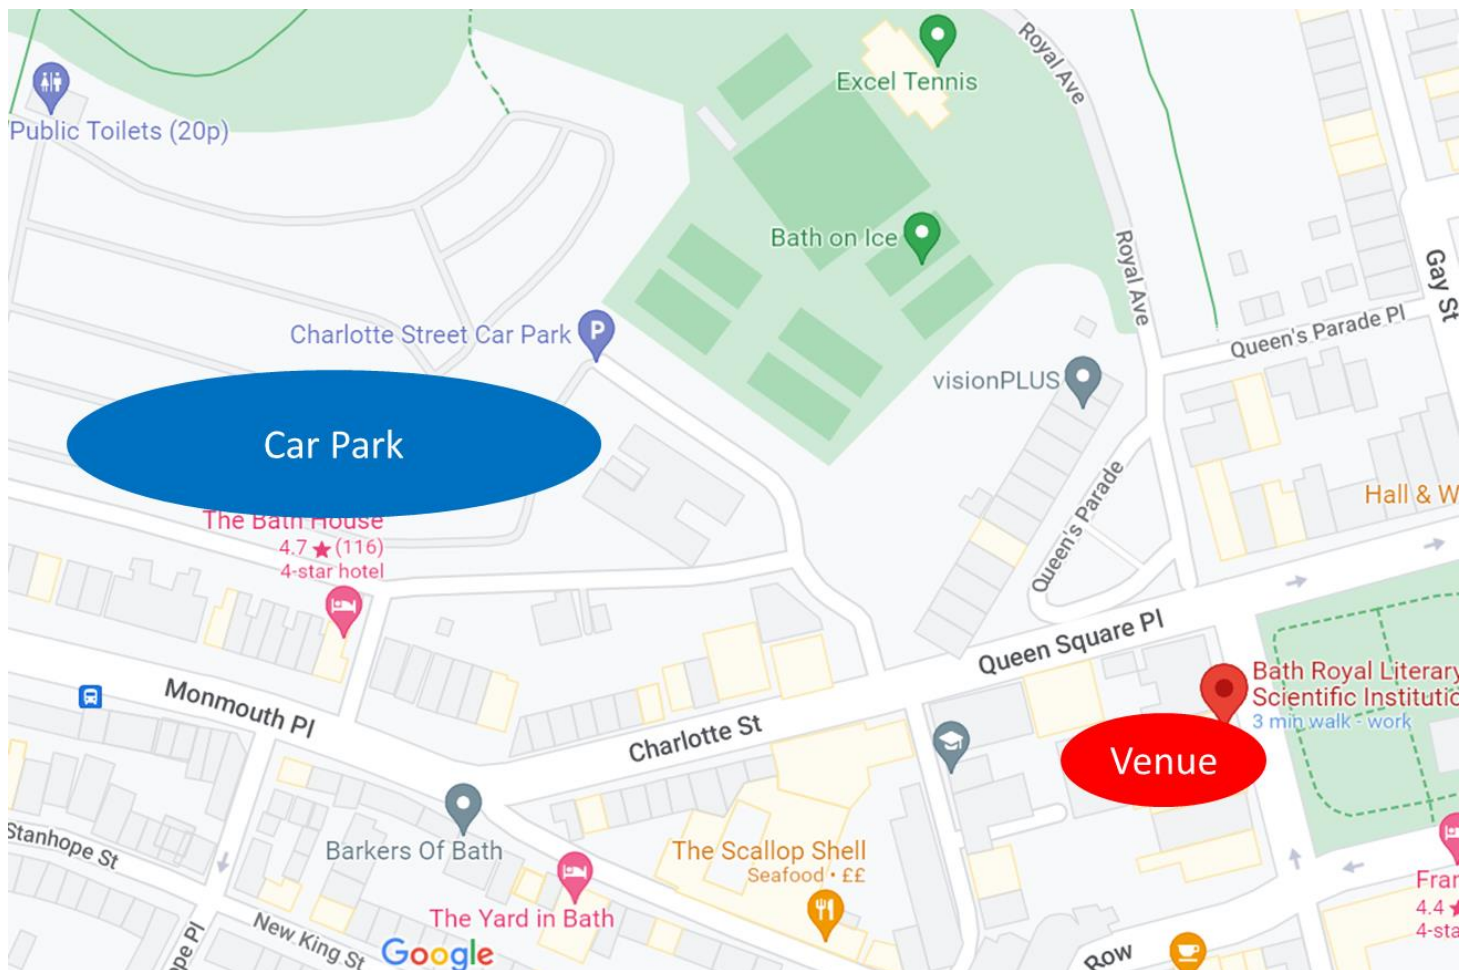 Royal Ave
Excel Tennis
Public Toilets (20p)
Bath on Ice
Royal Ave
Gay St
Charlotte Street Car Park
P
Queen's Parade Pl
visionPLUS
Car Park
Queen's Parade
Hall & W
The Bath House
4.7 ★ (116)
4-star hotel
Queen Square Pl
Bath Royal Literary
Scientific Institutio
3 min walk - work
Monmouth Pl
Charlotte St
Venue
Stanhope St
Barkers Of Bath
The Scallop Shell
Seafood · ££
Fran
4.4 ★
4-sta
The Yard in Bath
New King St
Google
pe Pl
Row